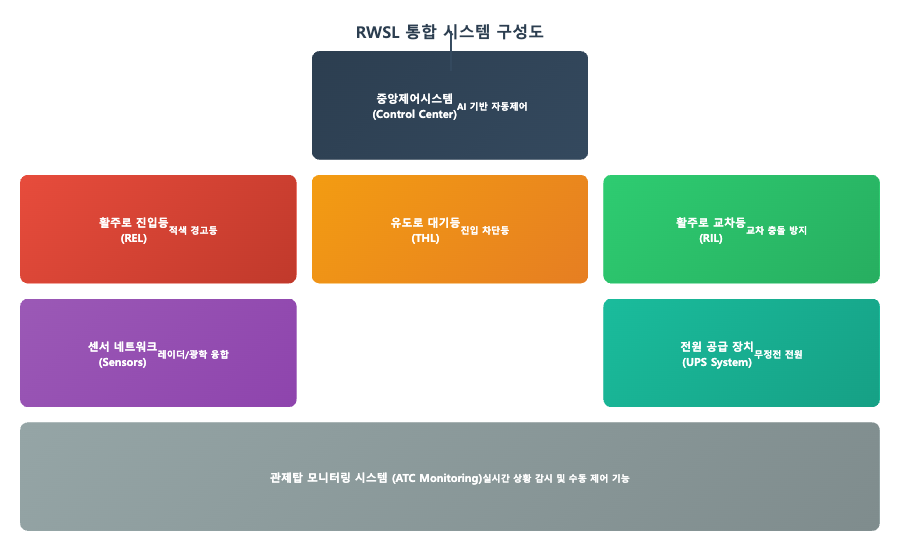 RWSL 통합 시스템 구성도
중앙제어시스템
(Control Center)
AI 기반 자동제어
활주로 진입등
(REL)
적색 경고등
유도로 대기등
(THL)
진입 차단등
활주로 교차등
(RIL)
교차 충돌 방지
센서 네트워크
(Sensors)
레이더/광학 융합
전원 공급 장치
(UPS System)
무정전 전원
관제탑 모니터링 시스템 (ATC Monitoring)실시간 상황 감시 및 수동 제어 기능